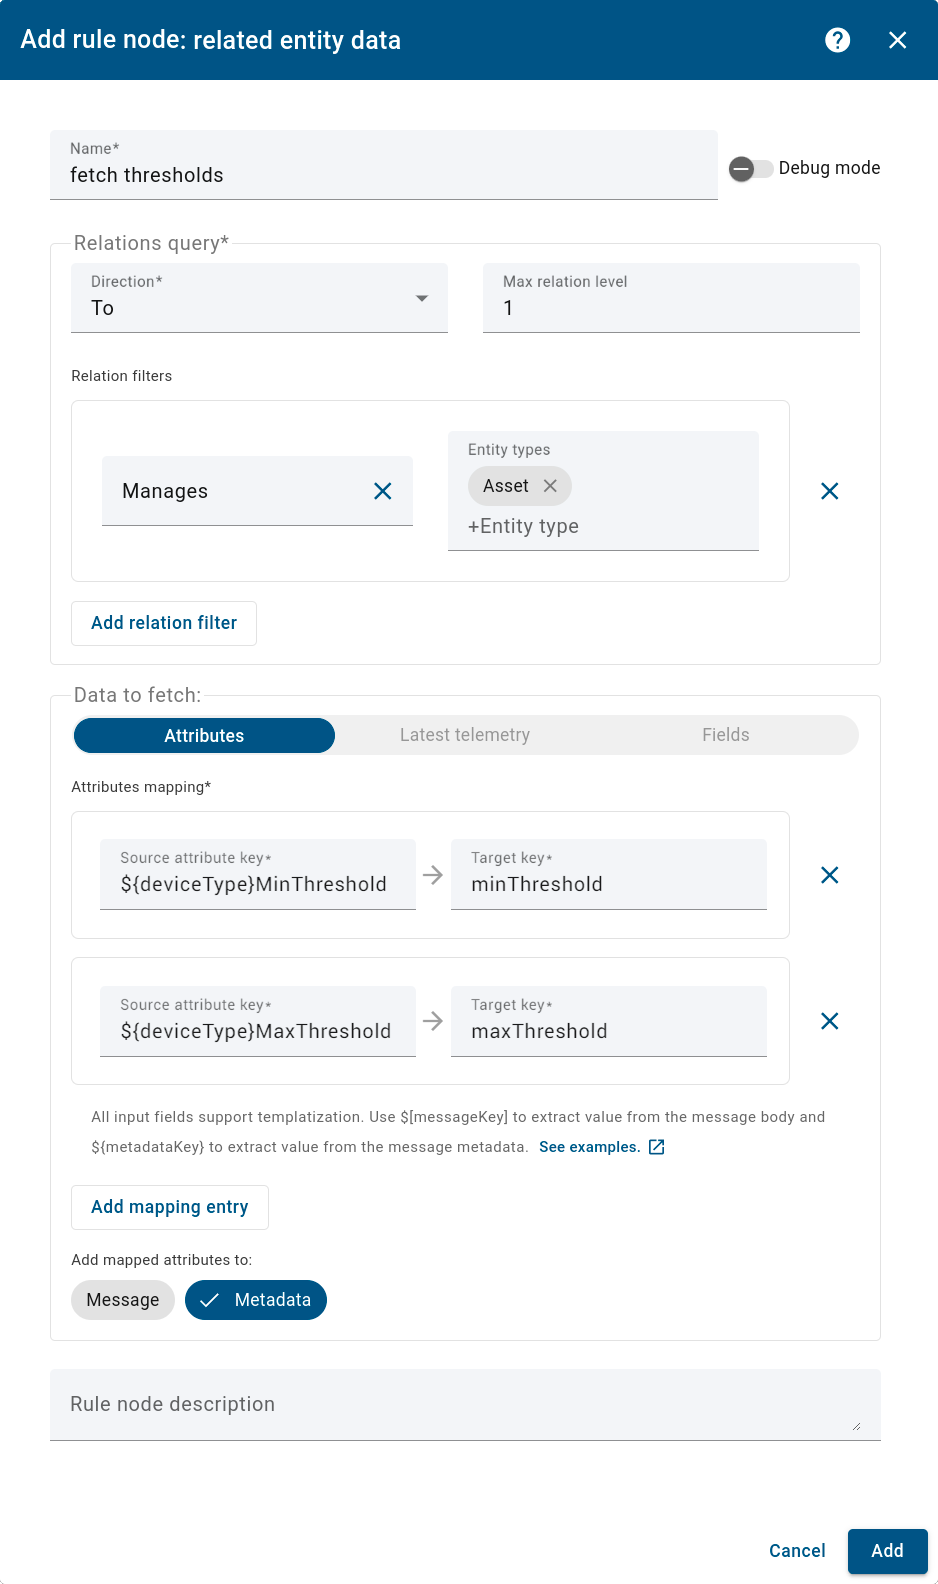 Add rule node: related entity data
Name*
fetch thresholds
Debug mode
Relations query*
Direction*
To
Max relation level
1
Relation filters
Manages
Entity types
Asset
+Entity type
Add relation filter
Data to fetch:
Attributes Latest telemetry Fields
Attributes mapping*
Source attribute key*
${deviceType}MinThreshold
Target key*
minThreshold
Source attribute key*
${deviceType}MaxThreshold
Target key*
maxThreshold
All input fields support templatization. Use $[messageKey] to extract value from the message body and
${metadataKey} to extract value from the message metadata. See examples.
Add mapping entry
Add mapped attributes to:
Message Metadata
Rule node description
Cancel Add